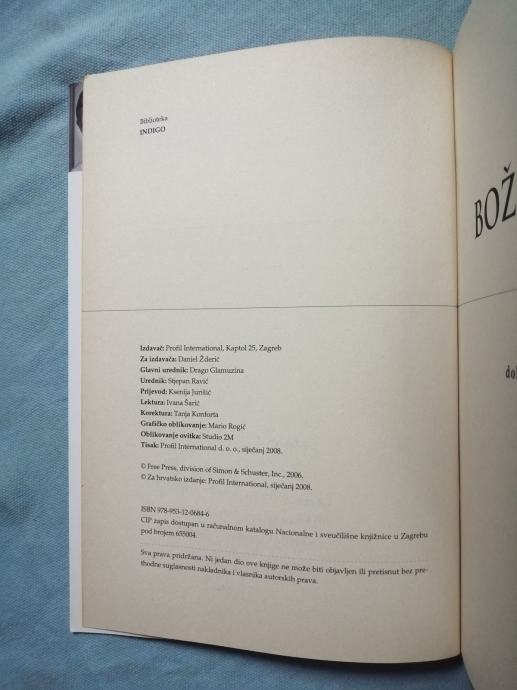 Biblioteka
INDIGO
Izdavač: Profil International, Kaptol 25, Zagreb
Za izdavača: Daniel Žderić
Glavni urednik: Drago Glamuzina
Urednik: Stjepan Ravić
Prijevod: Ksenija Jurišić
Lektura: Ivana Šarić
Korektura: Tanja Konforta
Grafičko oblikovanje: Mario Rogić
Oblikovanje ovitka: Studio 2M
Tisak: Profil International d. o. o., siječanj 2008.
© Free Press, division of Simon & Schuster, Inc., 2006.
© Za hrvatsko izdanje: Profil International, siječanj 2008.
ISBN 978-953-12-0684-6
CIP zapis dostupan u računalnom katalogu Nacionalne i sveučilišne knjižnice u Zagrebu
pod brojem 655004.
Sva prava pridržana. Ni jedan dio ove knjige ne može biti objavljen ili pretisnut bez pre-
thodne suglasnosti nakladnika i vlasnika autorskih prava.
BOŽ
dol